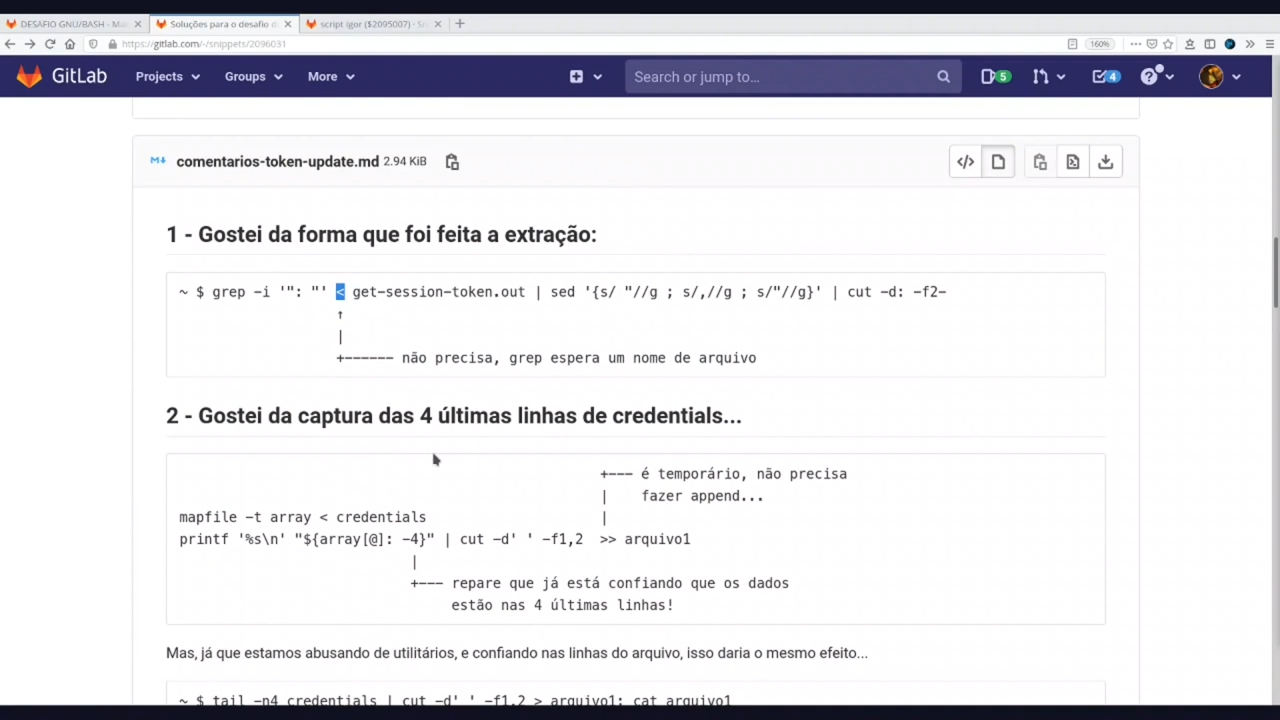 DESAFIO GNU/BASH - Ma
Soluções para o desafio d
script igor ($2095007) · Sn
https://gitlab.com/-/snippets/2096031
160%
GitLab
Projects
Groups
More
Search or jump to...
5
4
comentarios-token-update.md 2.94 KiB
1 - Gostei da forma que foi feita a extração:
~ $ grep -i '": "' < get-session-token.out | sed '{s/ "//g ; s/,//g ; s/"//g}' | cut -d: -f2-
↑
|
+------ não precisa, grep espera um nome de arquivo
2 - Gostei da captura das 4 últimas linhas de credentials...
+--- é temporário, não precisa
| fazer append...
mapfile -t array < credentials |
printf '%s\n' "${array[@]: -4}" | cut -d' ' -f1,2 >> arquivo1
|
+--- repare que já está confiando que os dados
estão nas 4 últimas linhas!
Mas, já que estamos abusando de utilitários, e confiando nas linhas do arquivo, isso daria o mesmo efeito...
~ $ tail -n4 credentials | cut -d' ' -f1,2 > arquivo1; cat arquivo1